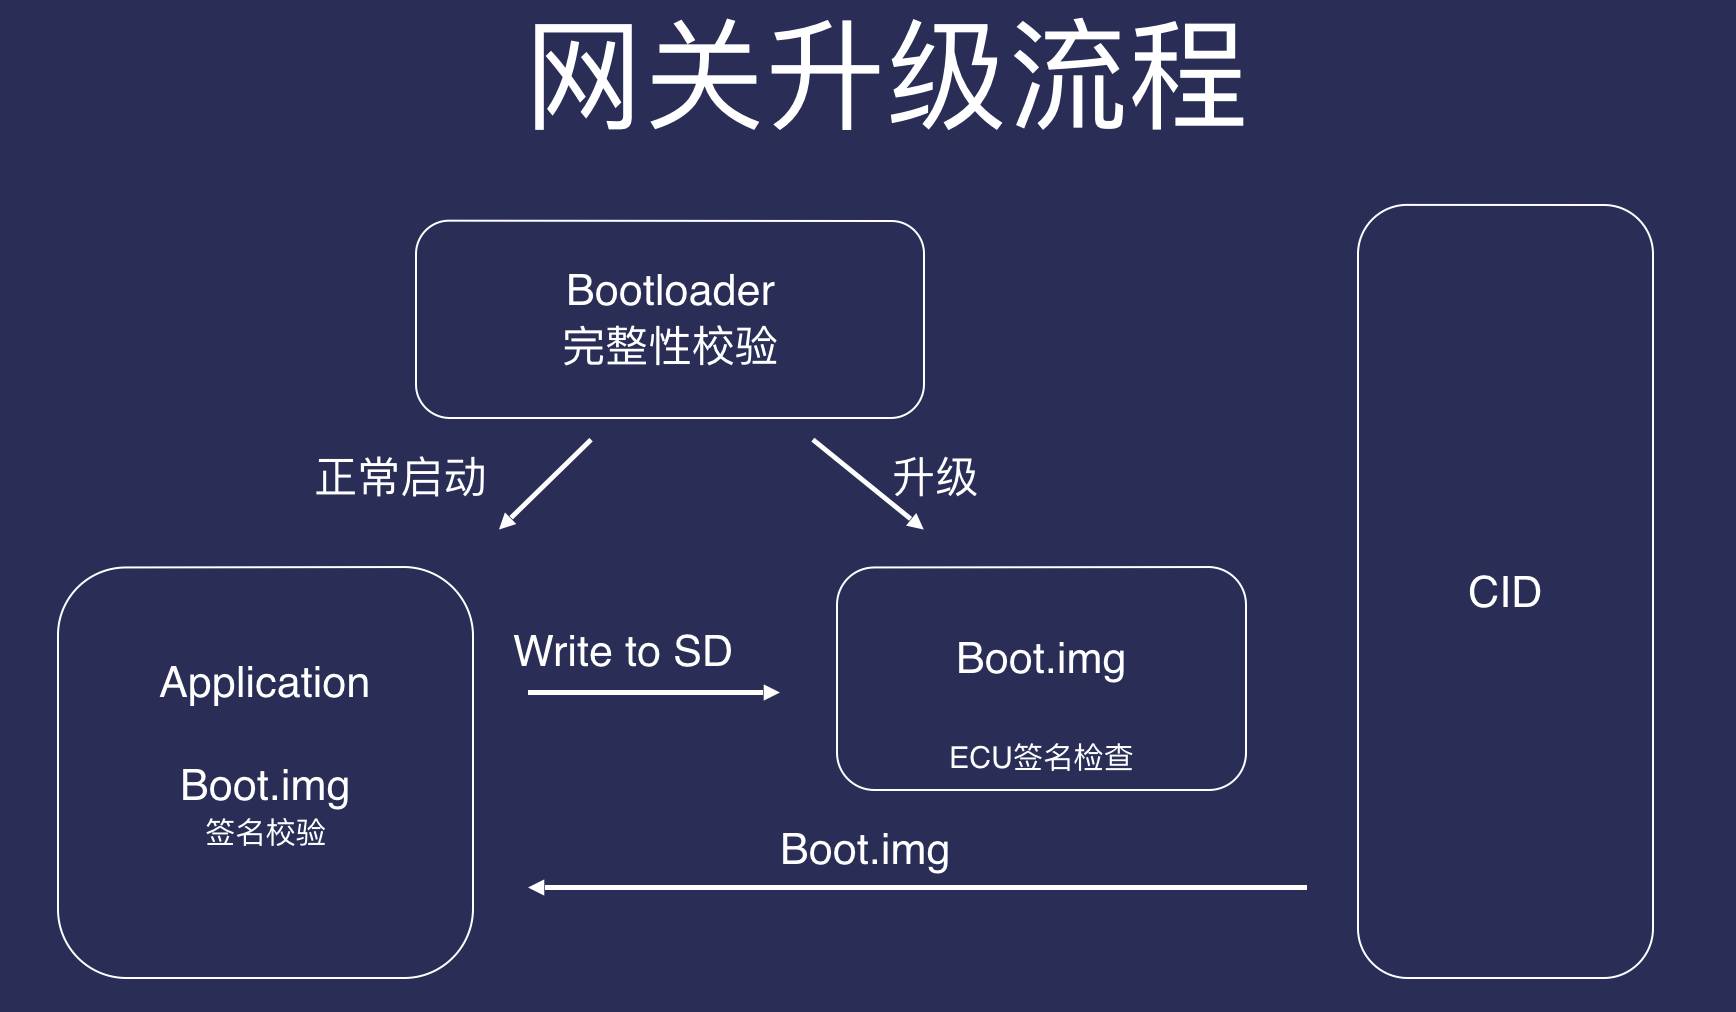 网关升级流程
Bootloader
完整性校验
正常启动
升级
CID
Application
Boot.img
签名校验
Write to SD
Boot.img
ECU签名检查
Boot.img